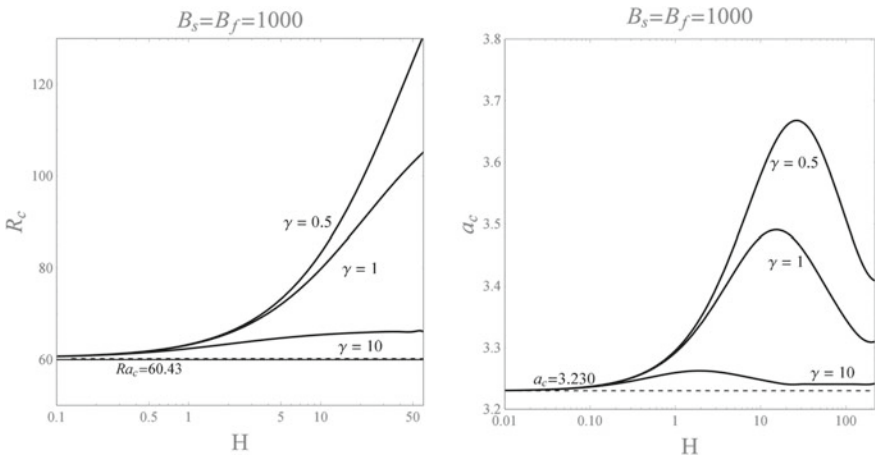 B_s=B_f=1000
120
100
80
60
R_c
γ = 0.5
γ = 1
γ = 10
Ra_c=60.43
0.1 0.5 1 5 10 50
H
B_s=B_f=1000
3.8
3.7
3.6
3.5
3.4
3.3
3.2
a_c
γ = 0.5
γ = 1
a_c=3.230
γ = 10
0.01 0.10 1 10 100
H